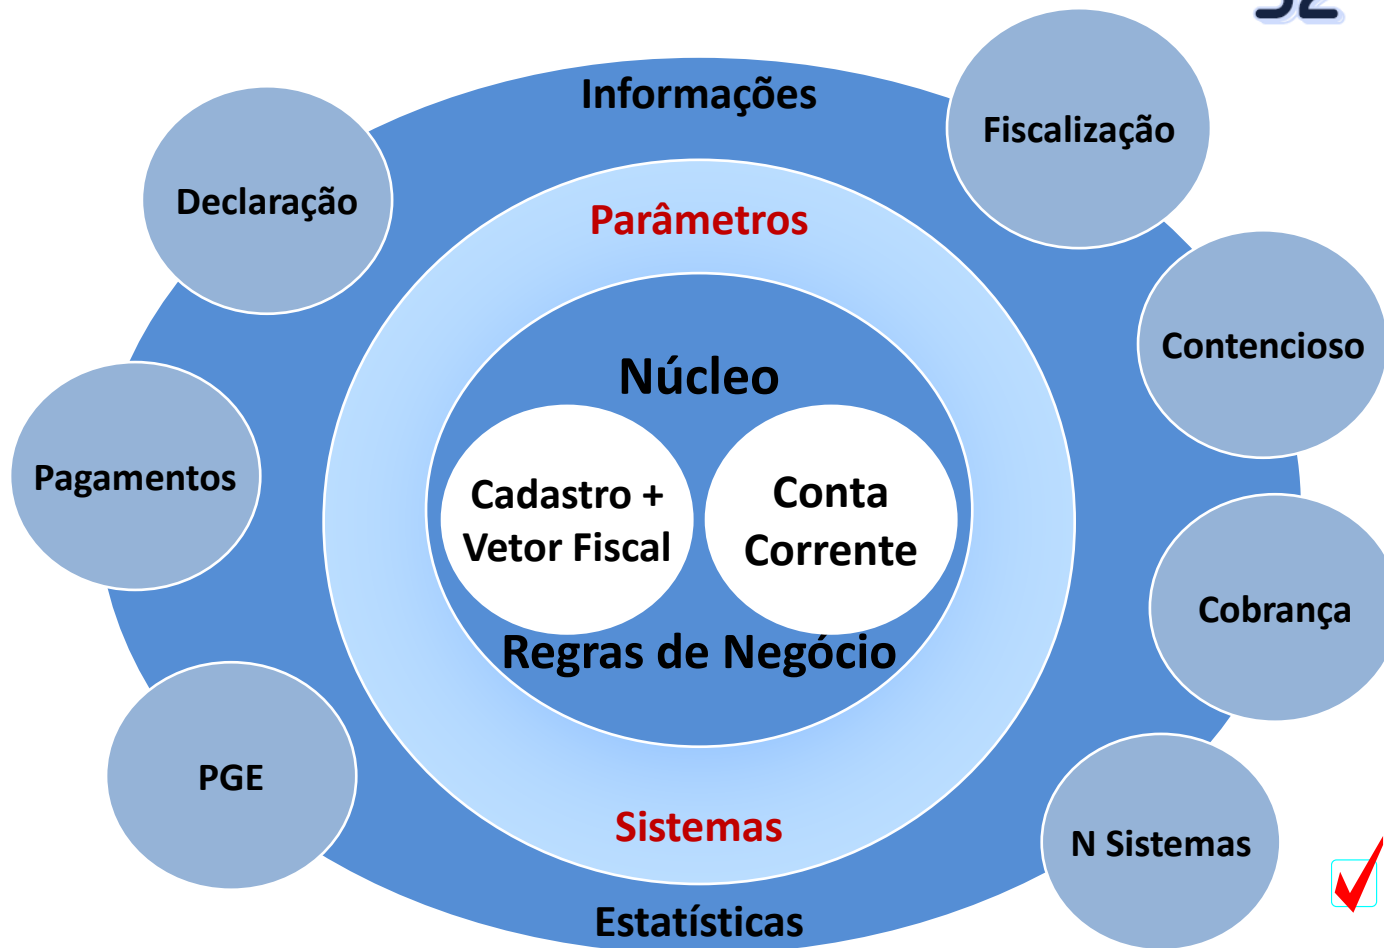 Informações
Fiscalização
Declaração
Parâmetros
Contencioso
Núcleo
Pagamentos
Cadastro +
Vetor Fiscal
Conta
Corrente
Cobrança
Regras de Negócio
PGE
Sistemas
N Sistemas
Estatísticas